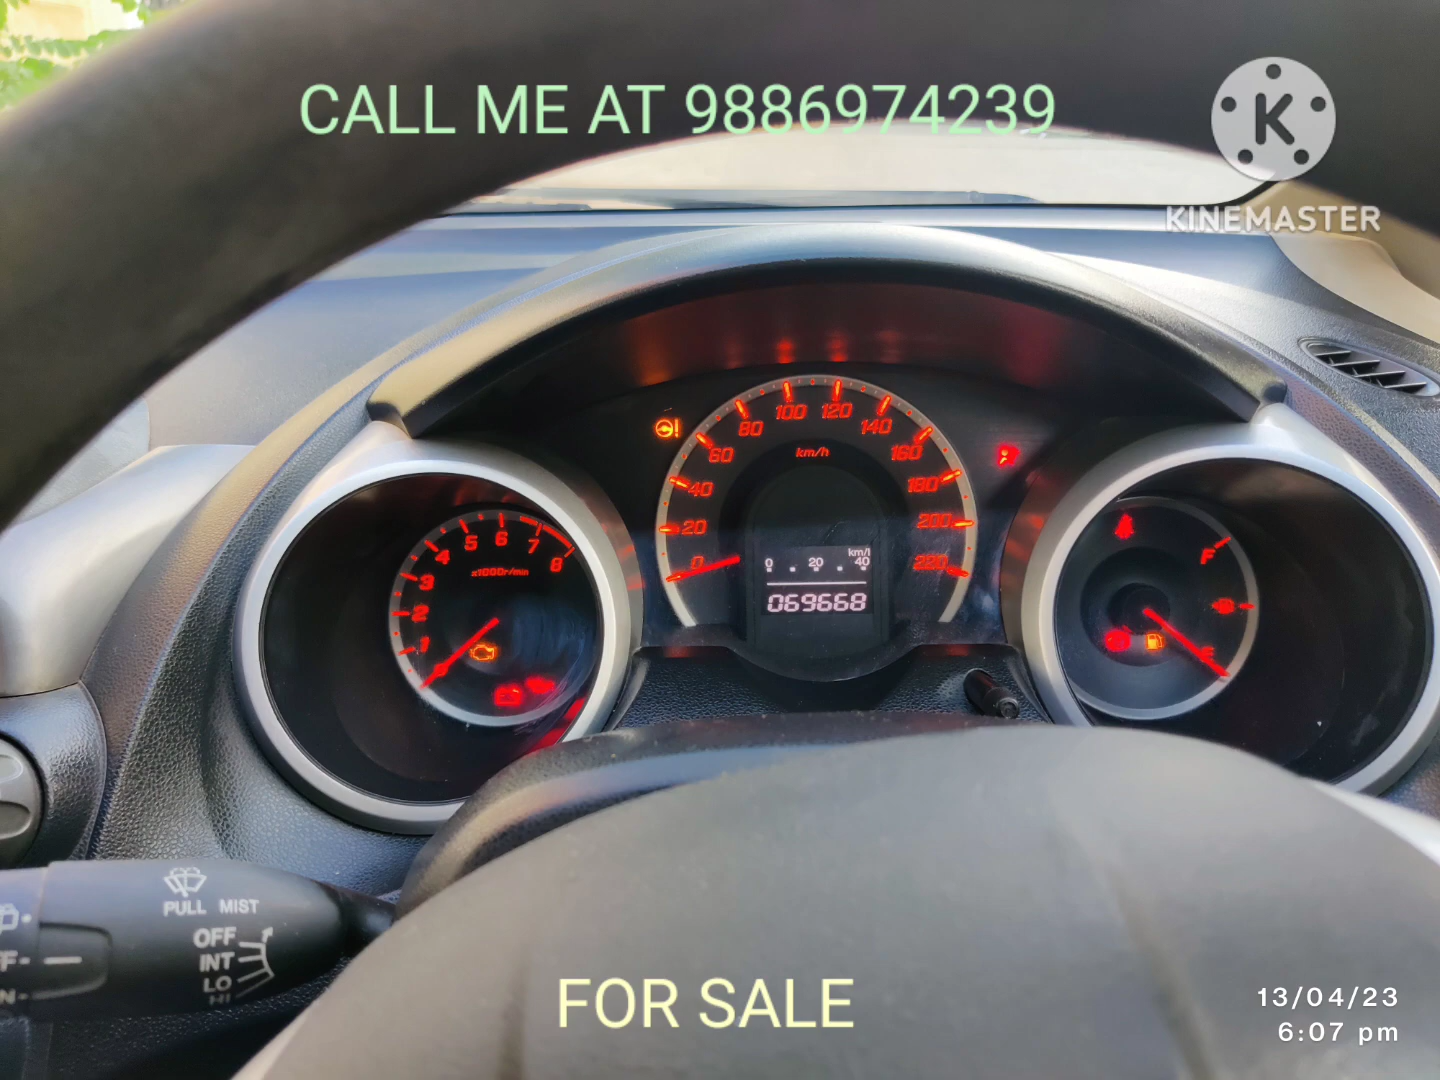 CALL ME AT 9886974239
K
KINEMASTER
0 20 40 60 80 100 120 140 160 180 200 220
km/h
1 2 3 4 5 6 7 8
x1000r/min
km/l
0 20 40
069668
F
E
PULL MIST
OFF
INT
LO
HI
FOR SALE
13/04/23
6:07 pm